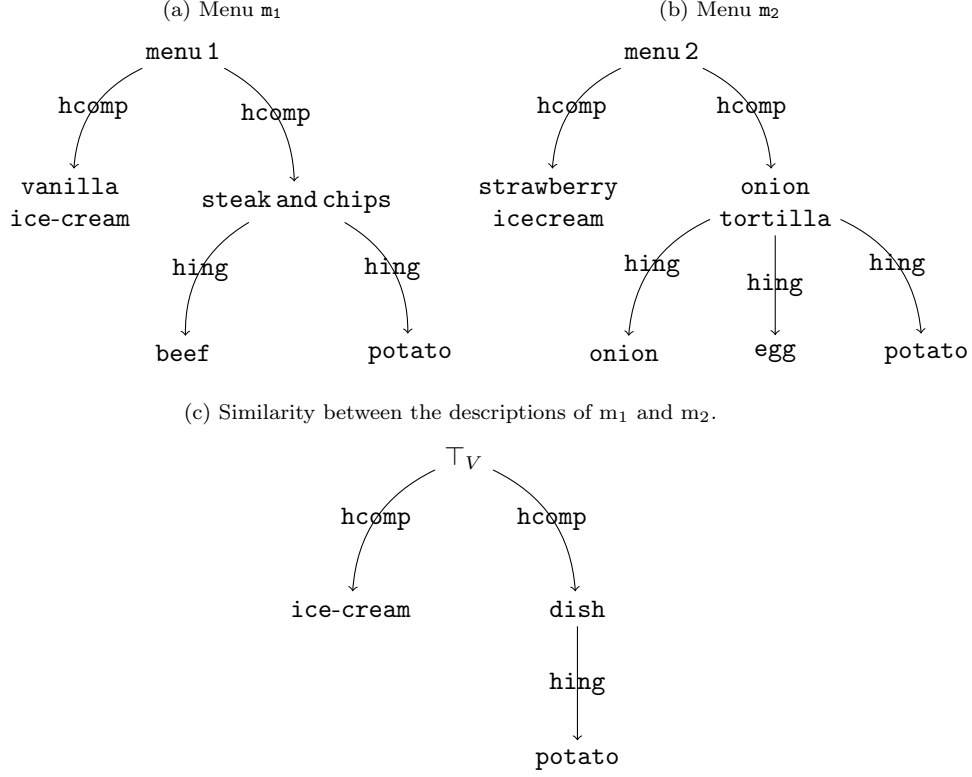 (a) Menu m₁
(b) Menu m₂
menu 1
menu 2
hcomp
hcomp
hcomp
hcomp
vanilla
ice-cream
steak and chips
strawberry
icecream
onion
tortilla
hing
hing
hing
hing
hing
beef
potato
onion
egg
potato
(c) Similarity between the descriptions of m₁ and m₂.
⊤V
hcomp
hcomp
ice-cream
dish
hing
potato